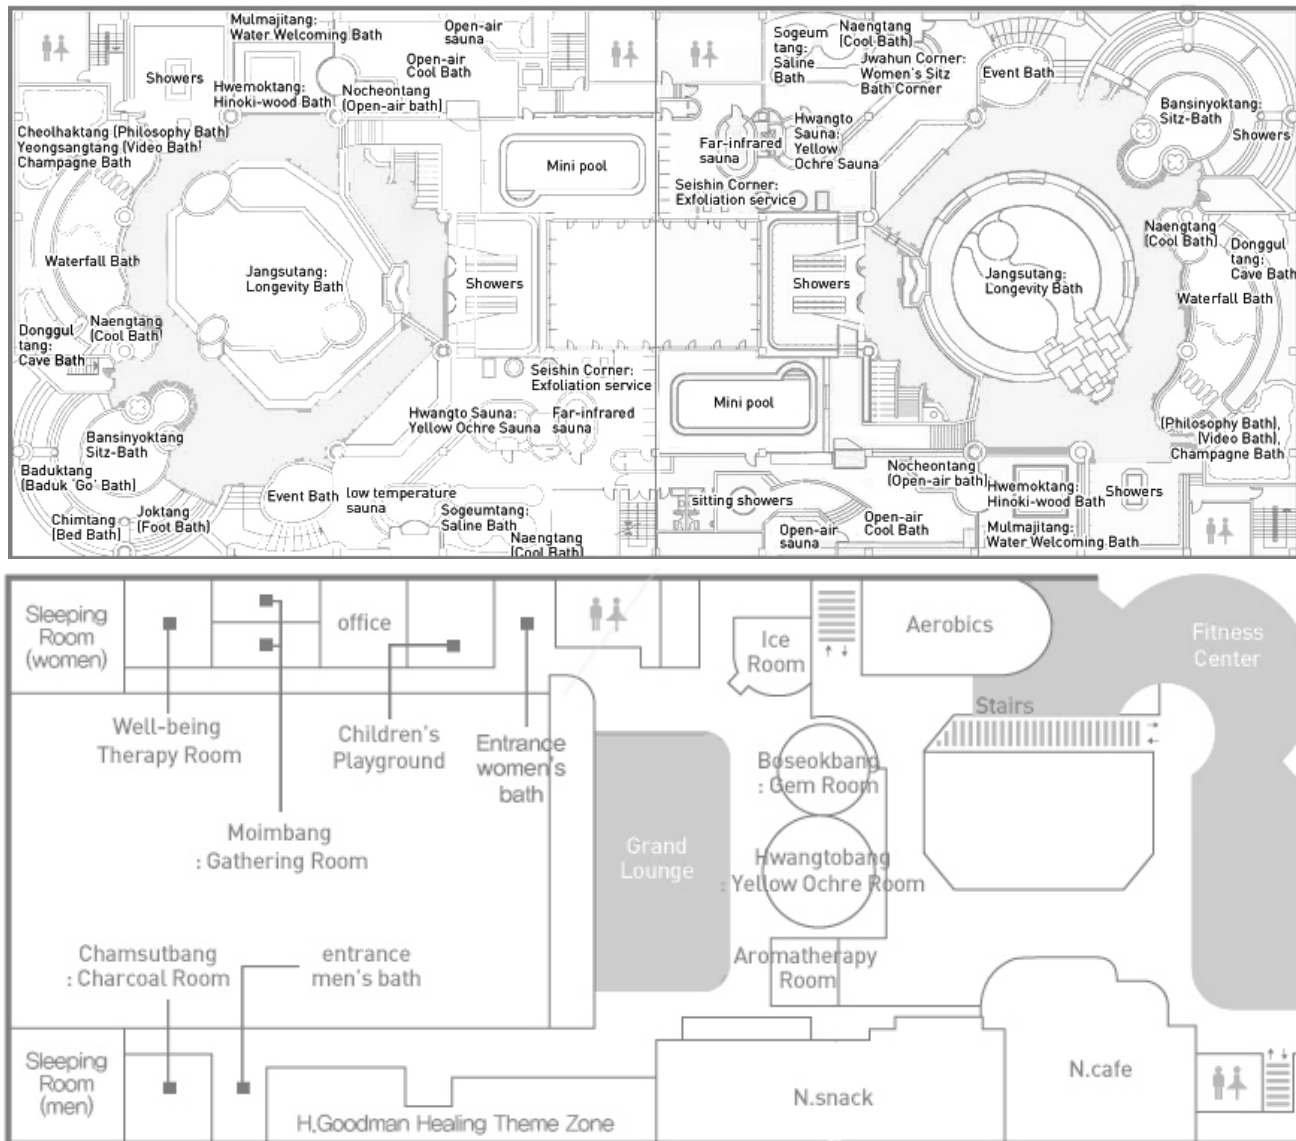 Mulmajitang:
Water Welcoming Bath
Open-air
sauna
Open-air
Cool Bath
Showers
Hwemoktang:
Hinoki-wood Bath
Nocheontang
(Open-air bath)
Cheolhaktang (Philosophy Bath)
Yeongsangtang (Video Bath)
Champagne Bath
Mini pool
Waterfall Bath
Jangsutang:
Longevity Bath
Showers
Naengtang
(Cool Bath)
Donggul
tang:
Cave Bath
Seishin Corner:
Exfoliation service
Hwangto Sauna:
Yellow Ochre Sauna
Far-infrared
sauna
Bansinyoktang
Sitz-Bath
Baduktang
(Baduk 'Go' Bath)
Event Bath
low temperature
sauna
Joktang
(Foot Bath)
Chimtang
(Bed Bath)
Sogeumtang:
Saline Bath
Naengtang
(Cool Bath)
Sogeum
tang:
Saline
Bath
Naengtang
(Cool Bath)
Jwahun Corner:
Women's Sitz
Bath Corner
Event Bath
Bansinyoktang:
Sitz-Bath
Showers
Hwangto
Sauna:
Yellow
Ochre Sauna
Far-infrared
sauna
Seishin Corner:
Exfoliation service
Naengtang
(Cool Bath)
Donggul
tang:
Cave Bath
Showers
Jangsutang:
Longevity Bath
Waterfall Bath
Mini pool
(Philosophy Bath),
(Video Bath),
Champagne Bath
Nocheontang
(Open-air bath)
Hwemoktang:
Hinoki-wood Bath
Showers
sitting showers
Open-air
sauna
Open-air
Cool Bath
Mulmajitang:
Water Welcoming Bath
Sleeping
Room
(women)
office
Ice
Room
Aerobics
Fitness
Center
Stairs
Well-being
Therapy Room
Children's
Playground
Entrance
women's
bath
Boseokbang
: Gem Room
Moimbang
: Gathering Room
Grand
Lounge
Hwangtobang
: Yellow Ochre Room
Chamsutbang
: Charcoal Room
entrance
men's bath
Aromatherapy
Room
Sleeping
Room
(men)
H,Goodman Healing Theme Zone
N.snack
N.cafe